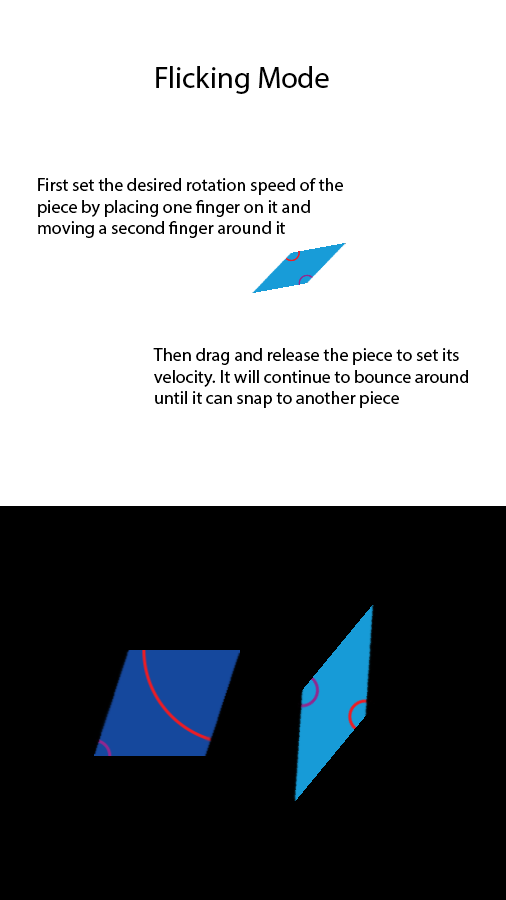 Flicking Mode
First set the desired rotation speed of the
piece by placing one finger on it and
moving a second finger around it
Then drag and release the piece to set its
velocity. It will continue to bounce around
until it can snap to another piece